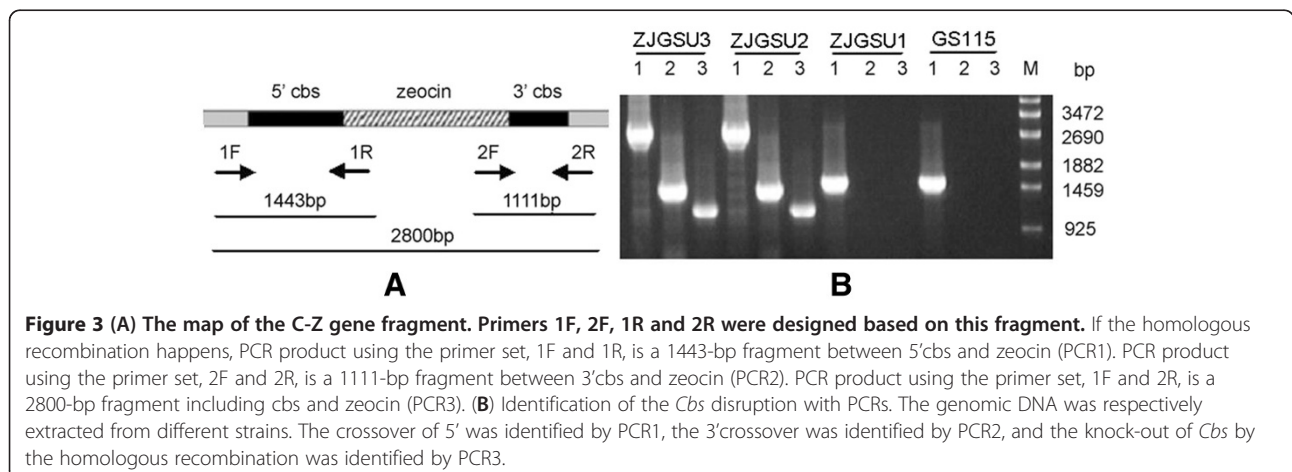 ZJGSU3 ZJGSU2 ZJGSU1 GS115
1 2 3 1 2 3 1 2 3 1 2 3 M bp
5' cbs zeocin 3' cbs
3472
2690
1882
1459
925
1F 1R 2F 2R
1443bp 1111bp
2800bp
A B
Figure 3 (A) The map of the C-Z gene fragment. Primers 1F, 2F, 1R and 2R were designed based on this fragment. If the homologous
recombination happens, PCR product using the primer set, 1F and 1R, is a 1443-bp fragment between 5'cbs and zeocin (PCR1). PCR product
using the primer set, 2F and 2R, is a 1111-bp fragment between 3'cbs and zeocin (PCR2). PCR product using the primer set, 1F and 2R, is a
2800-bp fragment including cbs and zeocin (PCR3). (B) Identification of the Cbs disruption with PCRs. The genomic DNA was respectively
extracted from different strains. The crossover of 5' was identified by PCR1, the 3'crossover was identified by PCR2, and the knock-out of Cbs by
the homologous recombination was identified by PCR3.